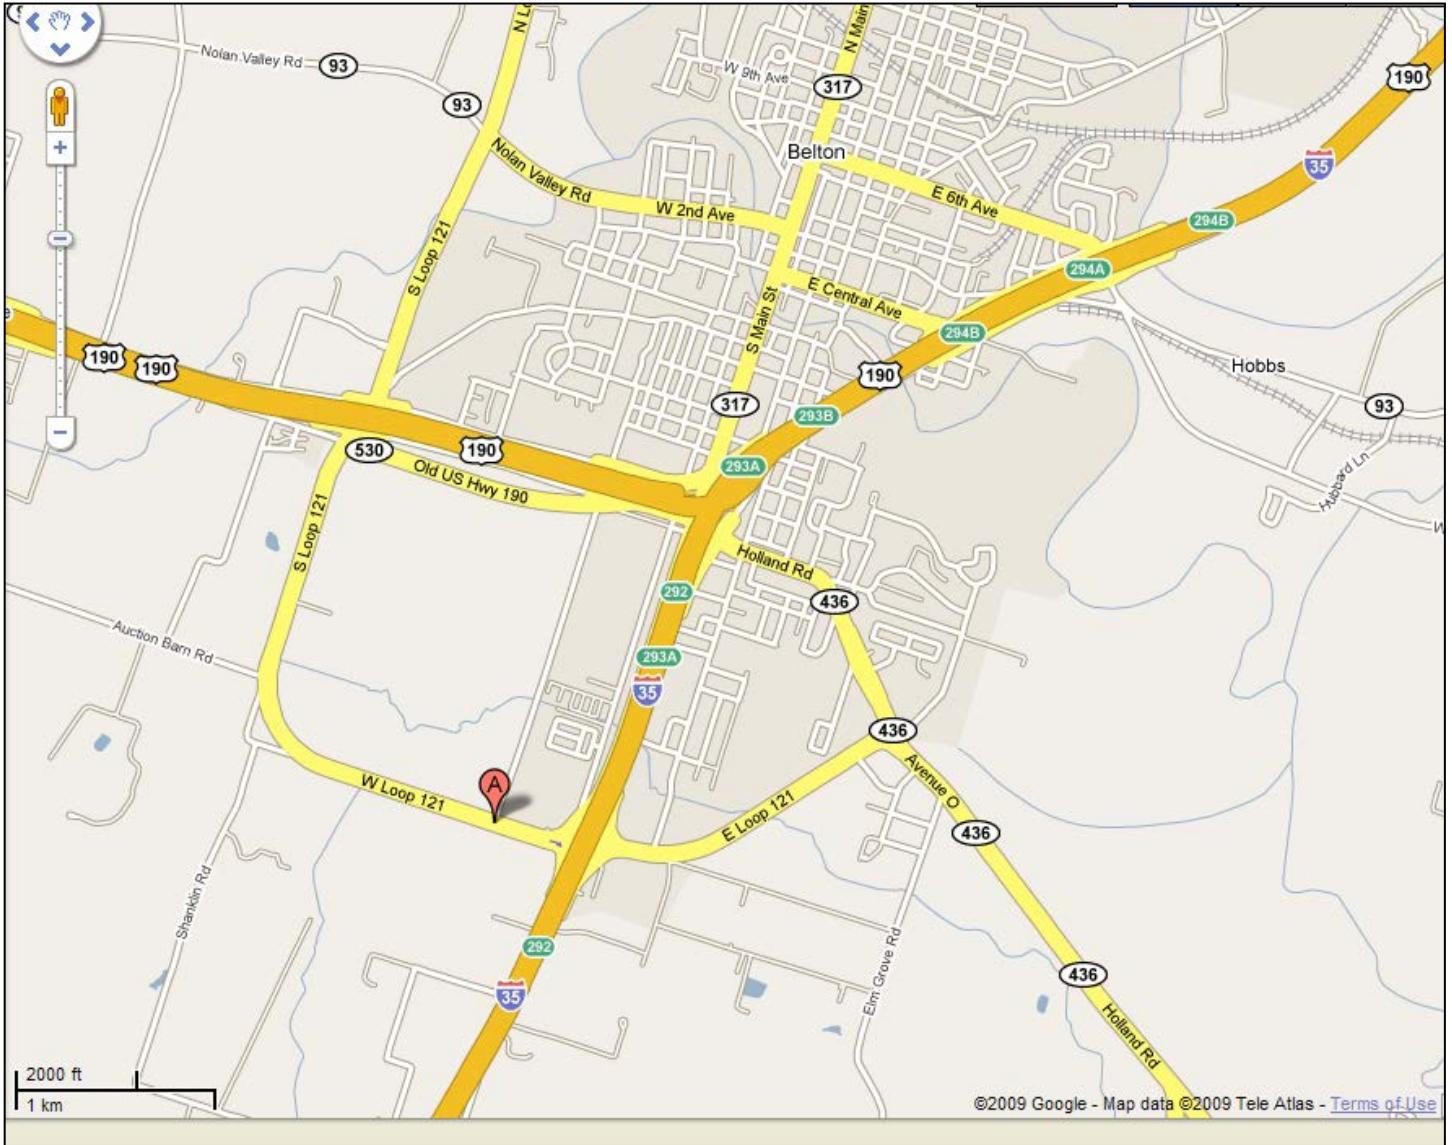 N Lo
N Main
Nolan Valley Rd
93
317
190
W 9th Ave
93
Belton
35
Nolan Valley Rd
E 6th Ave
W 2nd Ave
294B
S Loop 121
294A
E Central Ave
e
S Main St
294B
190
190
190
Hobbs
317
293B
93
530
190
293A
Old US Hwy 190
Hubbard Ln
S Loop 121
W
Holland Rd
292
436
Auction Barn Rd
293A
35
436
A
W Loop 121
Avenue O
E Loop 121
436
Shanklin Rd
292
Elm Grove Rd
436
35
Holland Rd
2000 ft
1 km
©2009 Google - Map data ©2009 Tele Atlas - Terms of Use